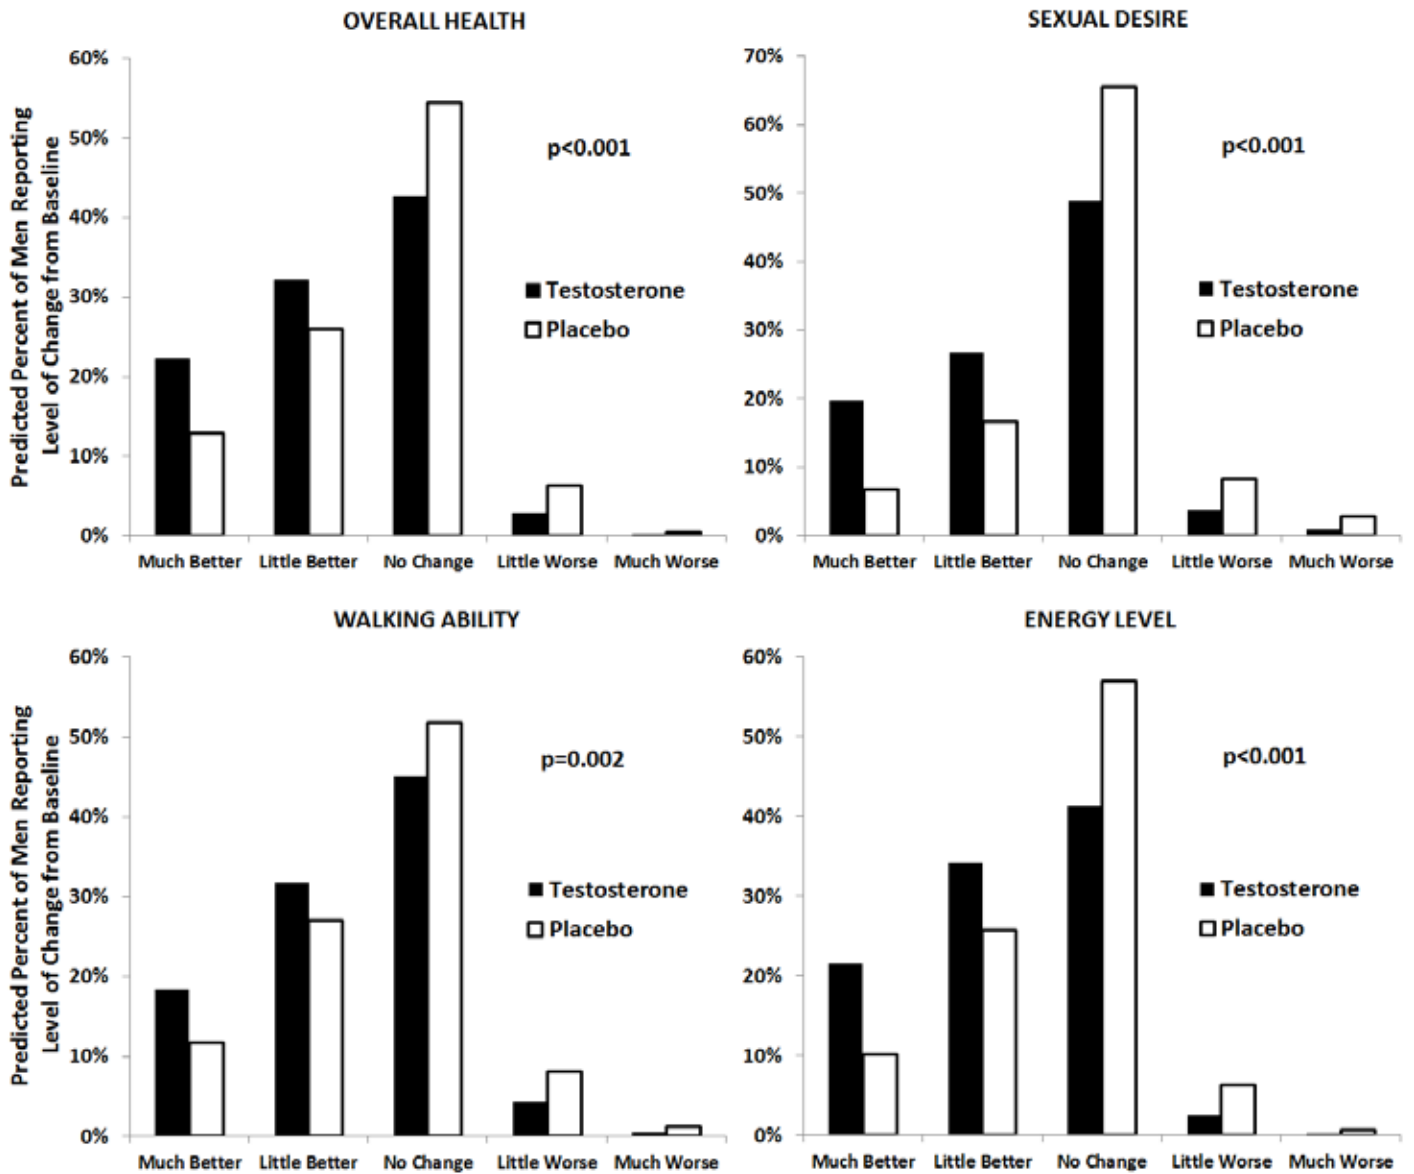 OVERALL HEALTH
Predicted Percent of Men Reporting
Level of Change from Baseline
60%
50%
40%
30%
20%
10%
0%
p<0.001
Testosterone
Placebo
Much Better Little Better No Change Little Worse Much Worse
SEXUAL DESIRE
70%
60%
50%
40%
30%
20%
10%
0%
p<0.001
Testosterone
Placebo
Much Better Little Better No Change Little Worse Much Worse
WALKING ABILITY
Predicted Percent of Men Reporting
Level of Change from Baseline
60%
50%
40%
30%
20%
10%
0%
p=0.002
Testosterone
Placebo
Much Better Little Better No Change Little Worse Much Worse
ENERGY LEVEL
60%
50%
40%
30%
20%
10%
0%
p<0.001
Testosterone
Placebo
Much Better Little Better No Change Little Worse Much Worse